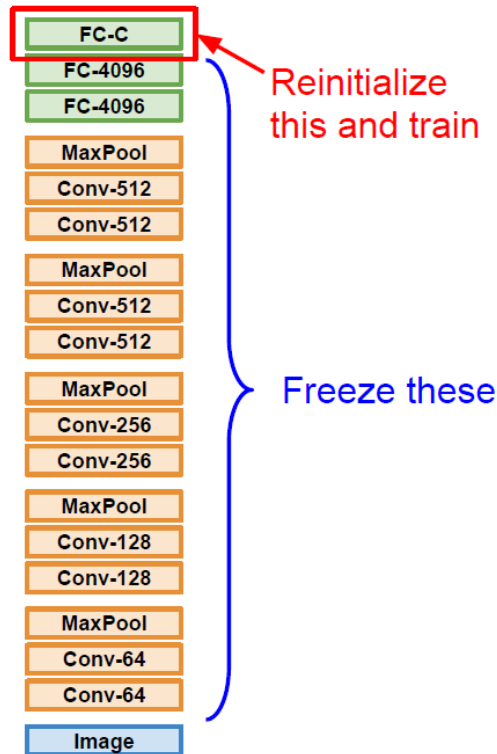 FC-C
FC-4096
FC-4096
Reinitialize
this and train
MaxPool
Conv-512
Conv-512
MaxPool
Conv-512
Conv-512
MaxPool
Conv-256
Conv-256
Freeze these
MaxPool
Conv-128
Conv-128
MaxPool
Conv-64
Conv-64
Image